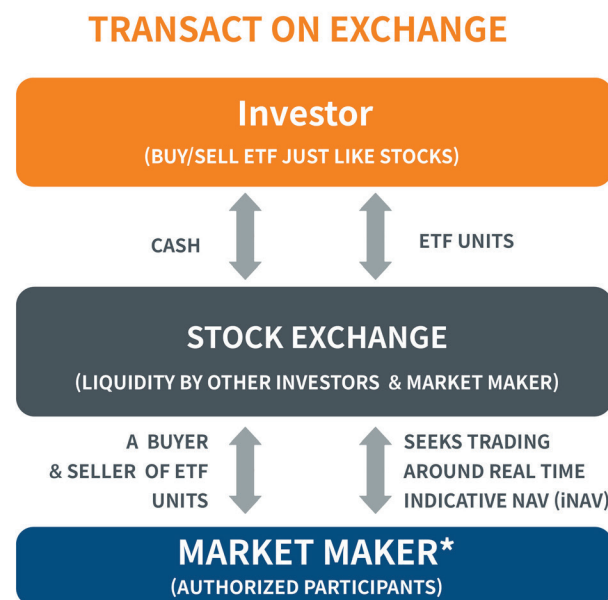 TRANSACT ON EXCHANGE
Investor
(BUY/SELL ETF JUST LIKE STOCKS)
CASH
ETF UNITS
STOCK EXCHANGE
(LIQUIDITY BY OTHER INVESTORS & MARKET MAKER)
A BUYER
& SELLER OF ETF
UNITS
SEEKS TRADING
AROUND REAL TIME
INDICATIVE NAV (iNAV)
MARKET MAKER*
(AUTHORIZED PARTICIPANTS)